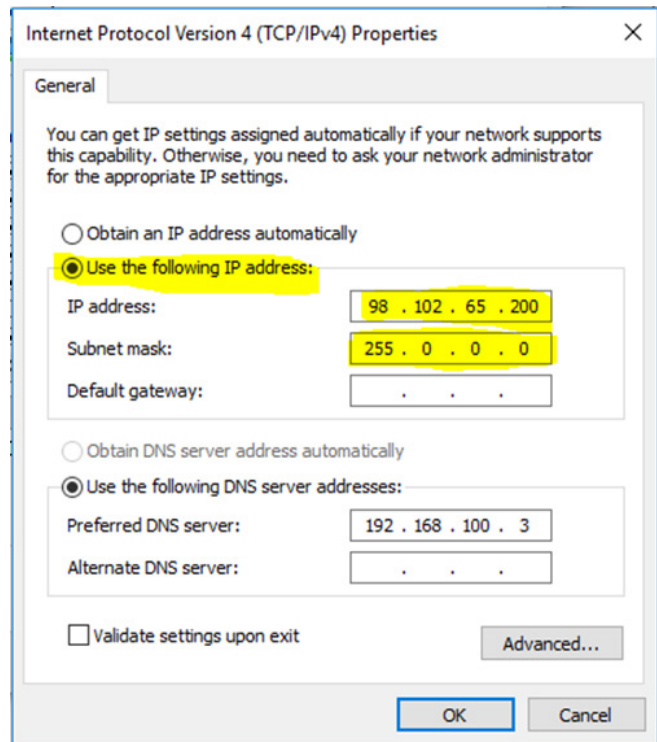 Internet Protocol Version 4 (TCP/IPv4) Properties
General
You can get IP settings assigned automatically if your network supports
this capability. Otherwise, you need to ask your network administrator
for the appropriate IP settings.
Obtain an IP address automatically
Use the following IP address:
IP address: 98 . 102 . 65 . 200
Subnet mask: 255 . 0 . 0 . 0
Default gateway: . . .
Obtain DNS server address automatically
Use the following DNS server addresses:
Preferred DNS server: 192 . 168 . 100 . 3
Alternate DNS server: . . .
Validate settings upon exit
Advanced...
OK Cancel